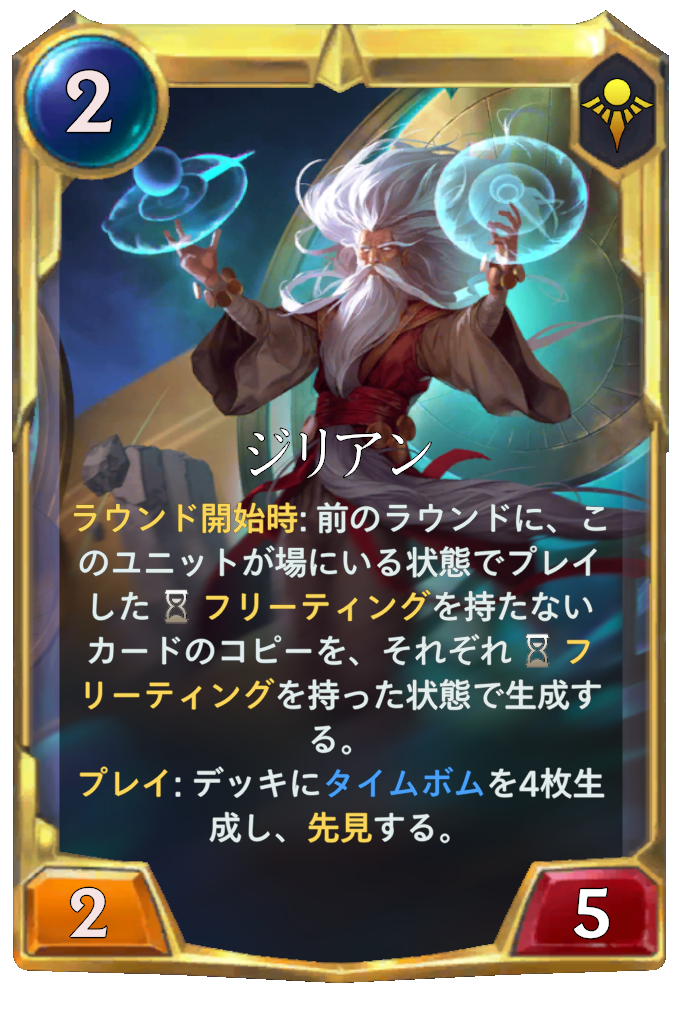 2
ジリアン
ラウンド開始時: 前のラウンドに、こ
のユニットが場にいる状態でプレイ
した フリーティングを持たない
カードのコピーを、それぞれ フ
リーティングを持った状態で生成す
る。
プレイ: デッキにタイムボムを4枚生
成し、先見する。
2
5